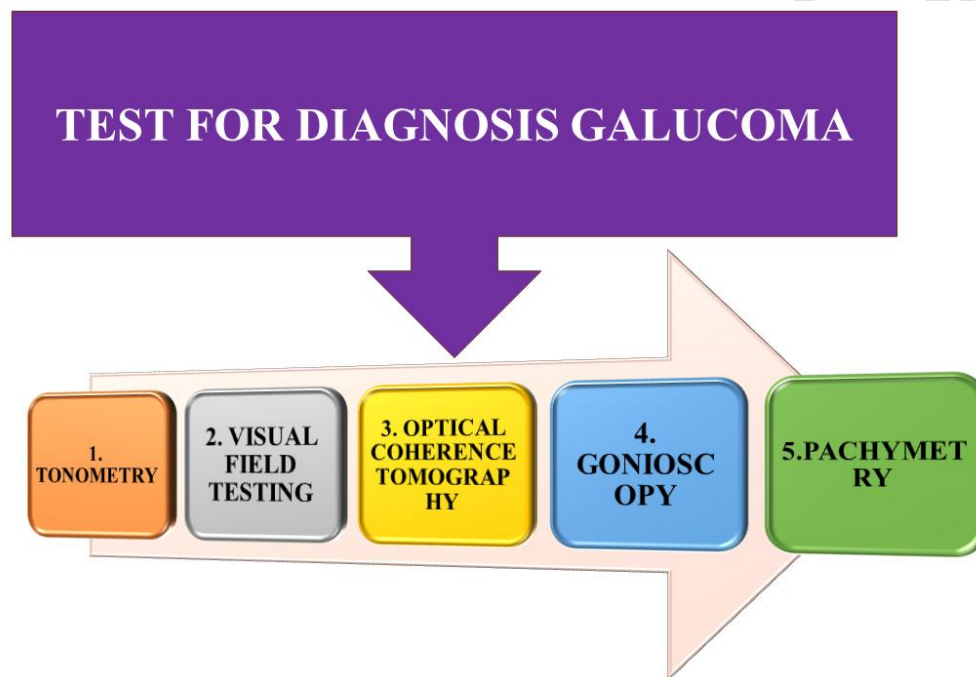 TEST FOR DIAGNOSIS GALUCOMA
1.
TONOMETRY
2. VISUAL
FIELD
TESTING
3. OPTICAL
COHERENCE
TOMOGRAP
HY
4.
GONIOSC
OPY
5.PACHYMET
RY